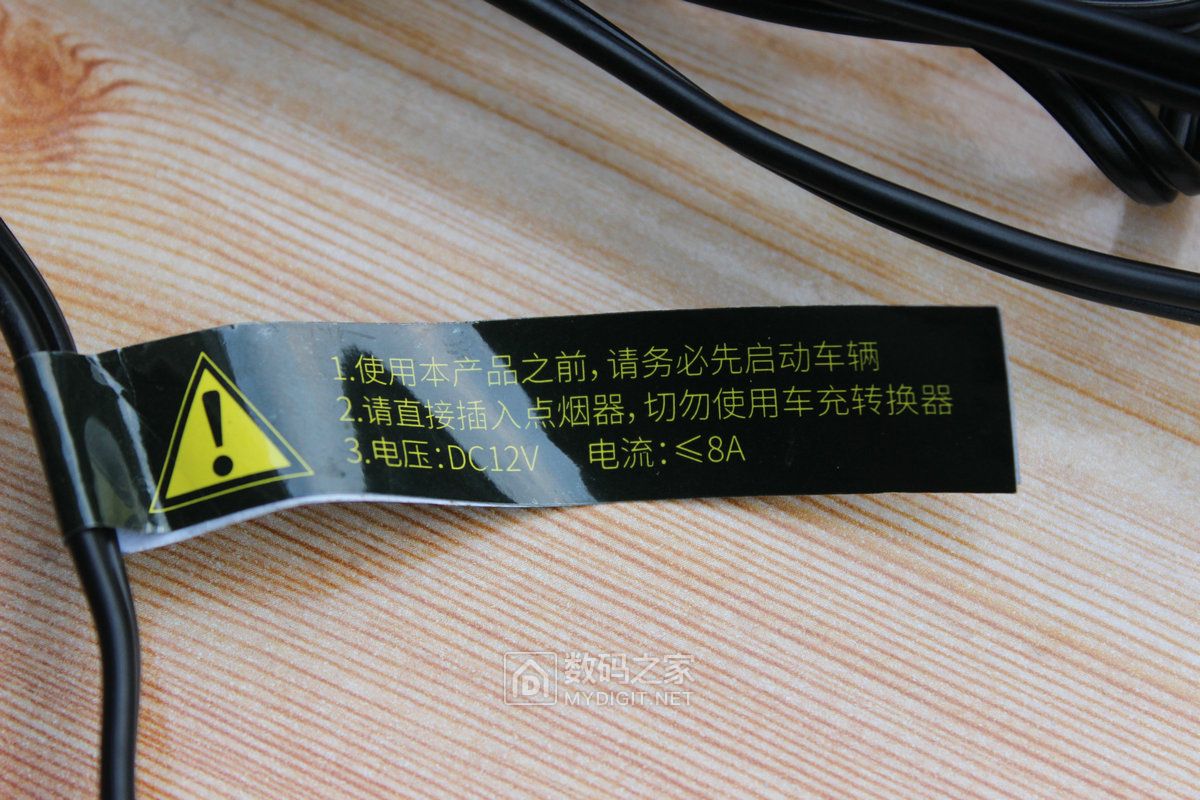 1.使用本产品之前，请务必先启动车辆
2.请直接插入点烟器，切勿使用车充转换器
3.电压：DC12V 电流：≤8A
数码之家
MYDIGIT.NET